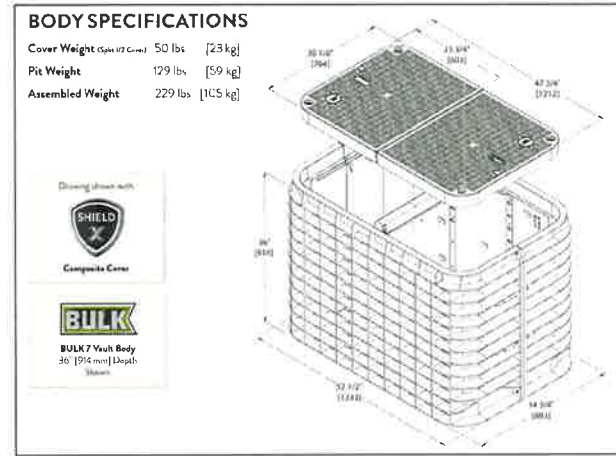 BODY SPECIFICATIONS
Cover Weight (Split 1/2 Cover) 50 lbs [23 kg]
Pit Weight 129 lbs [59 kg]
Assembled Weight 229 lbs [105 kg]
30 1/8"
23 3/4"
[603]
47 3/4"
[1212]
Drawing shown with
SHIELD
X
Composite Cover
36"
BULK
BULK 7 Vault Body
36" [914 mm] Depth
Shown
52 1/2"
34 3/4"